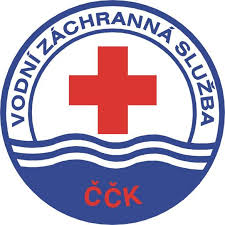 VODNÍ ZÁCHRANNÁ SLUŽBA
ČČK